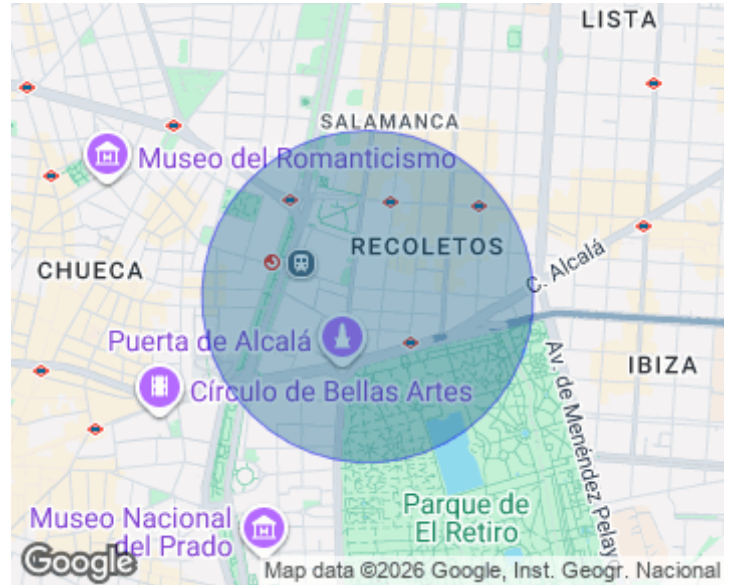 LISTA
SALAMANCA
Museo del Romanticismo
RECOLETOS
CHUECA
C. Alcalá
Puerta de Alcalá
IBIZA
Círculo de Bellas Artes
Av. de Menéndez Pelay
Parque de
El Retiro
Museo Nacional
del Prado
Google
Map data ©2026 Google, Inst. Geogr. Nacional